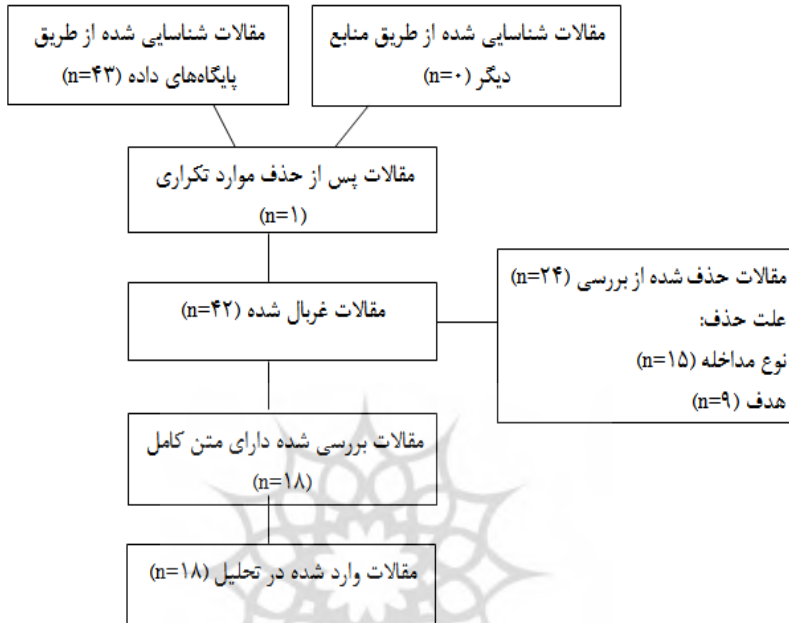 مقالات شناسایی شده از طریق منابع
دیگر (n=۰)
مقالات شناسایی شده از طریق
پایگاه‌های داده (n=۴۳)
مقالات پس از حذف موارد تکراری
(n=۱)
مقالات غربال شده (n=۴۲)
مقالات حذف شده از بررسی (n=۲۴)
علت حذف:
نوع مداخله (n=۱۵)
هدف (n=۹)
مقالات بررسی شده دارای متن کامل
(n=۱۸)
مقالات وارد شده در تحلیل (n=۱۸)